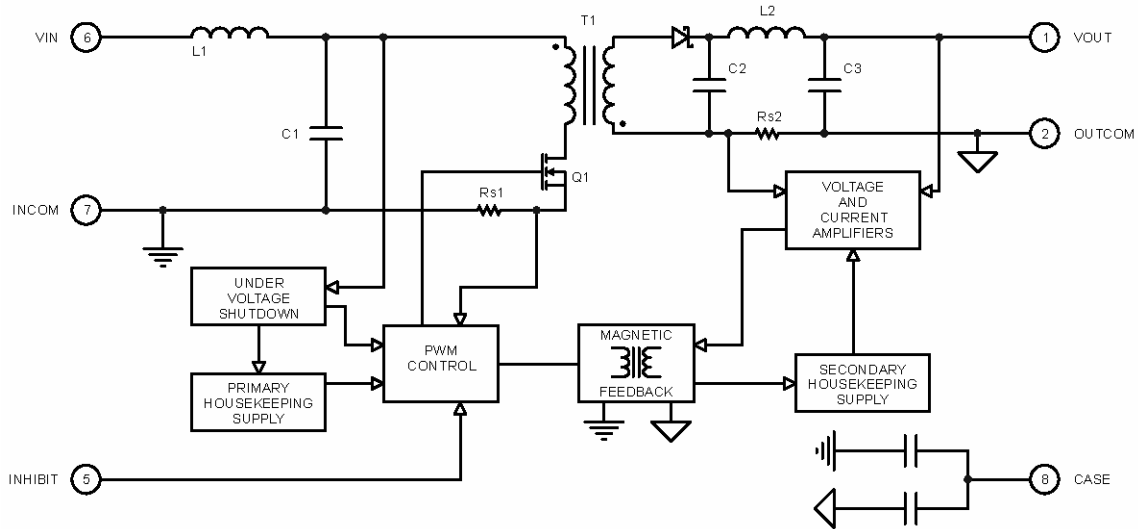 T1
L2
VIN 6
L1
1 VOUT
C2
C3
C1
Rs2
2 OUTCOM
Q1
Rs1
INCOM 7
VOLTAGE
AND
CURRENT
AMPLIFIERS
UNDER
VOLTAGE
SHUTDOWN
PWM
CONTROL
MAGNETIC
FEEDBACK
PRIMARY
HOUSEKEEPING
SUPPLY
SECONDARY
HOUSEKEEPING
SUPPLY
INHIBIT 5
8 CASE